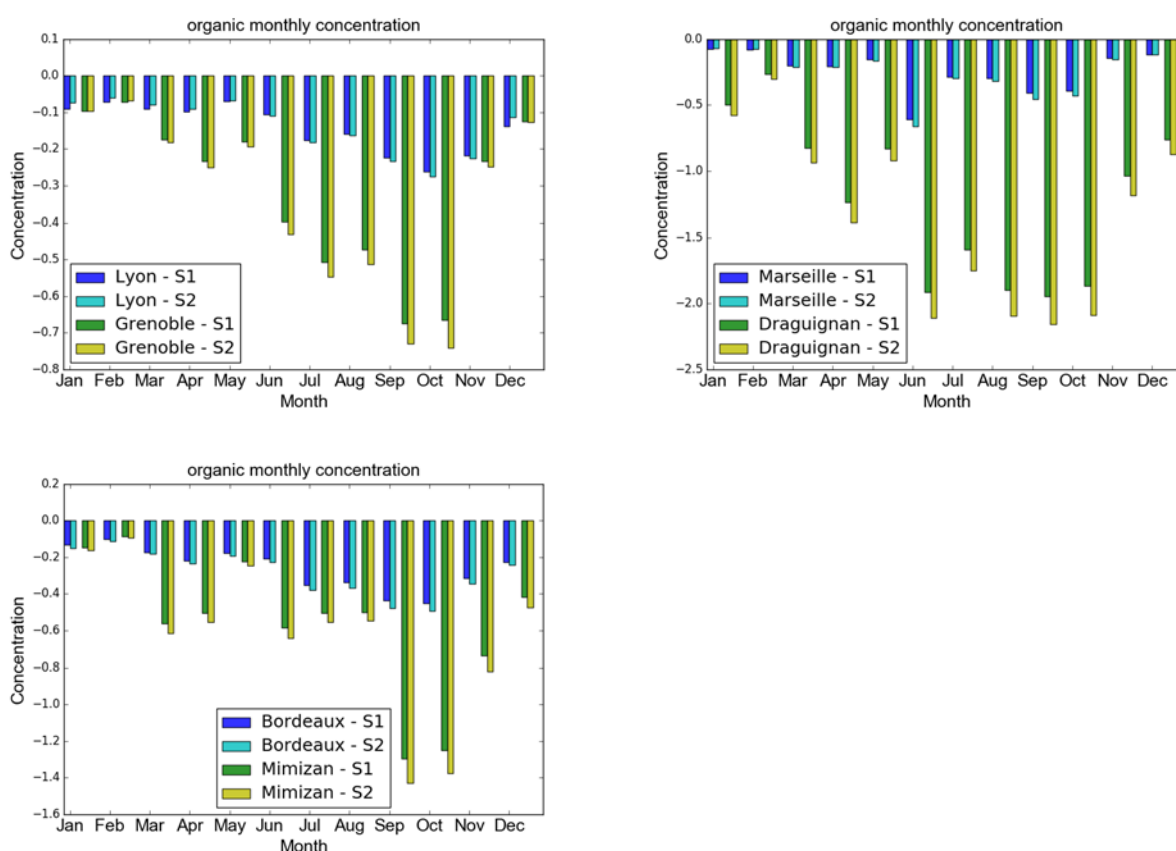 organic monthly concentration
0.1
0.0
−0.1
−0.2
−0.3
−0.4
−0.5
−0.6
−0.7
−0.8
Concentration
Lyon - S1
Lyon - S2
Grenoble - S1
Grenoble - S2
Jan Feb Mar Apr May Jun Jul Aug Sep Oct Nov Dec
Month
organic monthly concentration
0.0
−0.5
−1.0
−1.5
−2.0
−2.5
Concentration
Marseille - S1
Marseille - S2
Draguignan - S1
Draguignan - S2
Jan Feb Mar Apr May Jun Jul Aug Sep Oct Nov Dec
Month
organic monthly concentration
0.2
0.0
−0.2
−0.4
−0.6
−0.8
−1.0
−1.2
−1.4
−1.6
Concentration
Bordeaux - S1
Bordeaux - S2
Mimizan - S1
Mimizan - S2
Jan Feb Mar Apr May Jun Jul Aug Sep Oct Nov Dec
Month